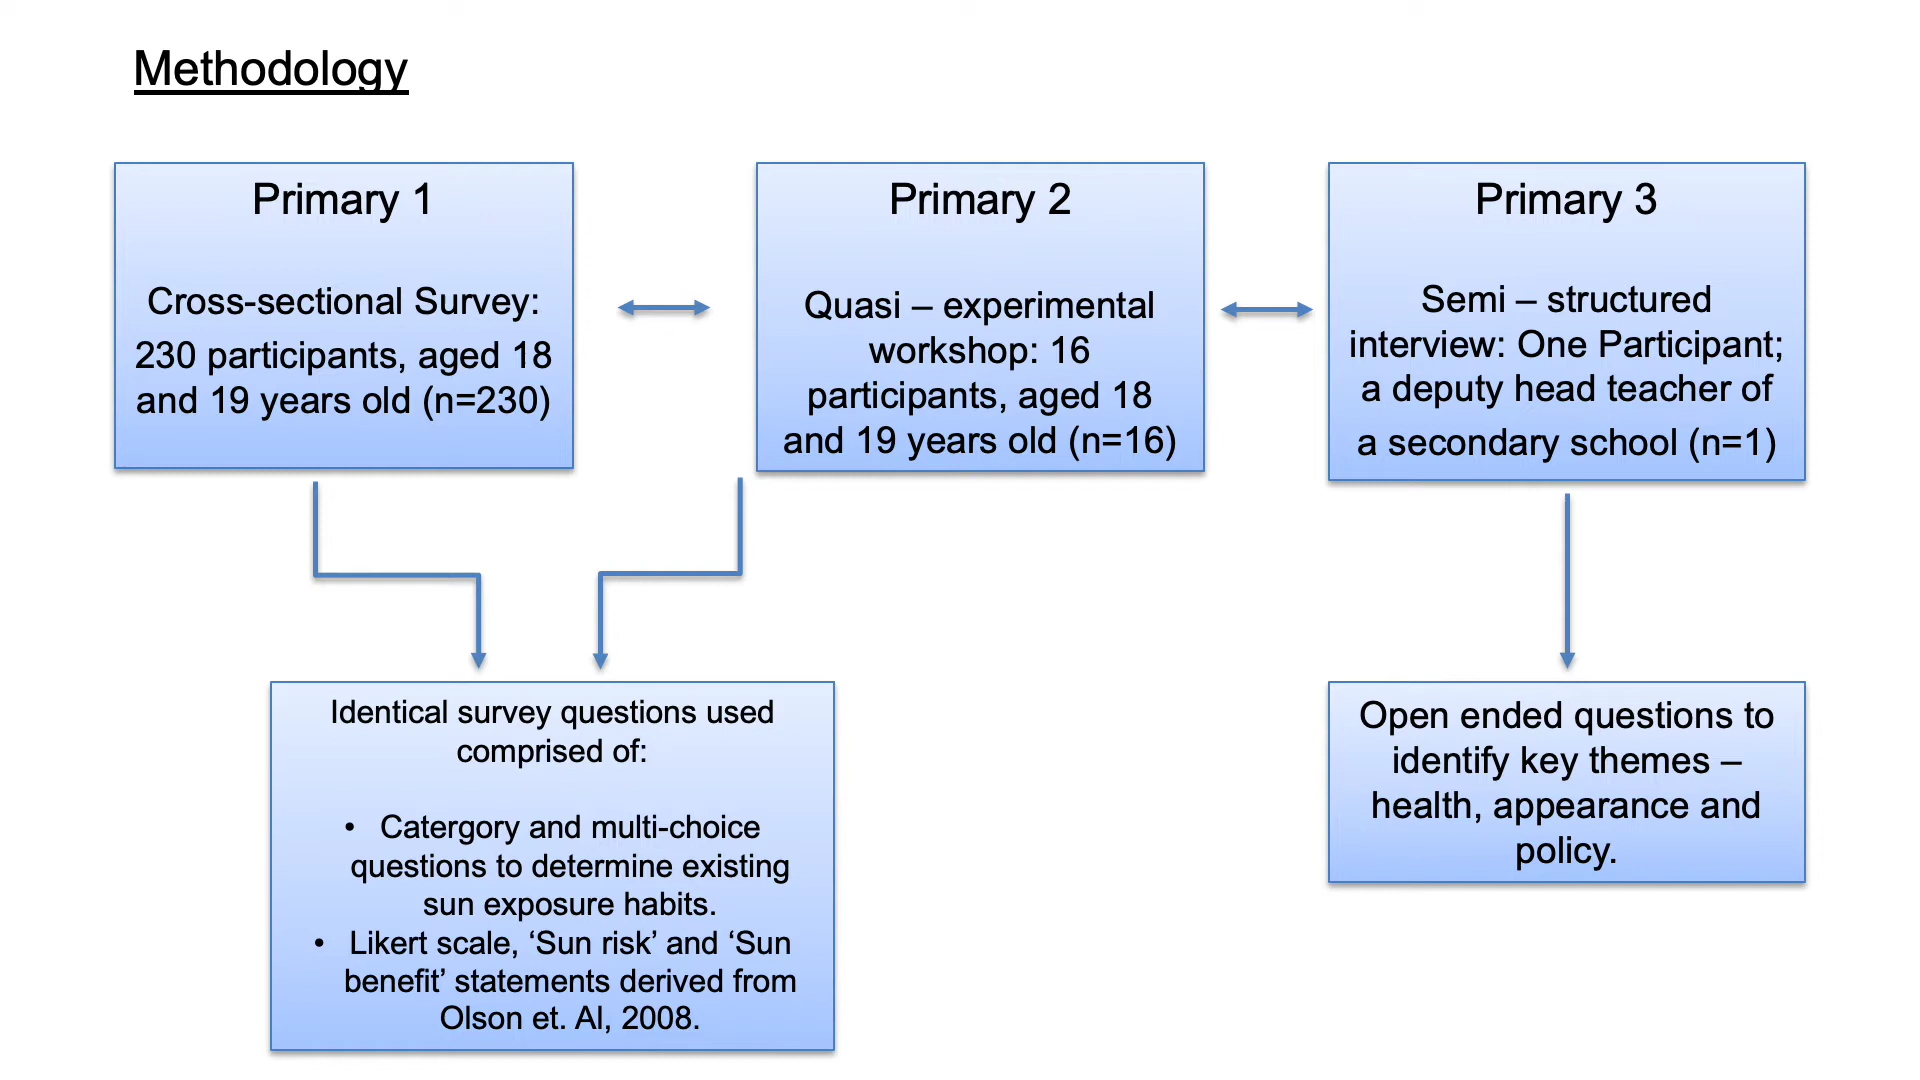 Methodology
Primary 1
Cross-sectional Survey:
230 participants, aged 18
and 19 years old (n=230)
Primary 2
Quasi – experimental
workshop: 16
participants, aged 18
and 19 years old (n=16)
Primary 3
Semi – structured
interview: One Participant;
a deputy head teacher of
a secondary school (n=1)
Identical survey questions used
comprised of:
• Catergory and multi-choice
questions to determine existing
sun exposure habits.
• Likert scale, ‘Sun risk’ and ‘Sun
benefit’ statements derived from
Olson et. Al, 2008.
Open ended questions to
identify key themes –
health, appearance and
policy.